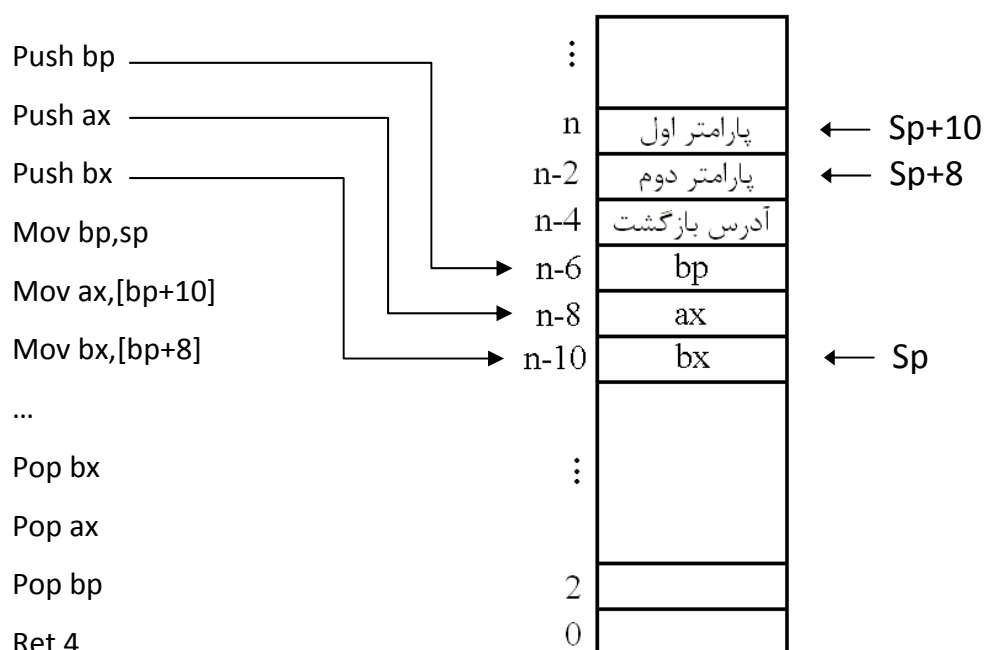 Push bp
Push ax
Push bx
Mov bp,sp
Mov ax,[bp+10]
Mov bx,[bp+8]
...
Pop bx
Pop ax
Pop bp
Ret 4
⋮
n پارامتر اول Sp+10
n-2 پارامتر دوم Sp+8
n-4 آدرس بازگشت
n-6 bp
n-8 ax
n-10 bx Sp
⋮
2
0